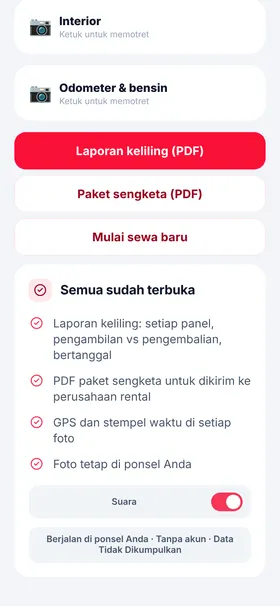 Interior
Ketuk untuk memotret
Odometer & bensin
Ketuk untuk memotret
Laporan keliling (PDF)
Paket sengketa (PDF)
Mulai sewa baru
Semua sudah terbuka
Laporan keliling: setiap panel,
pengambilan vs pengembalian,
bertanggal
PDF paket sengketa untuk dikirim ke
perusahaan rental
GPS dan stempel waktu di setiap
foto
Foto tetap di ponsel Anda
Suara
Berjalan di ponsel Anda · Tanpa akun · Data
Tidak Dikumpulkan